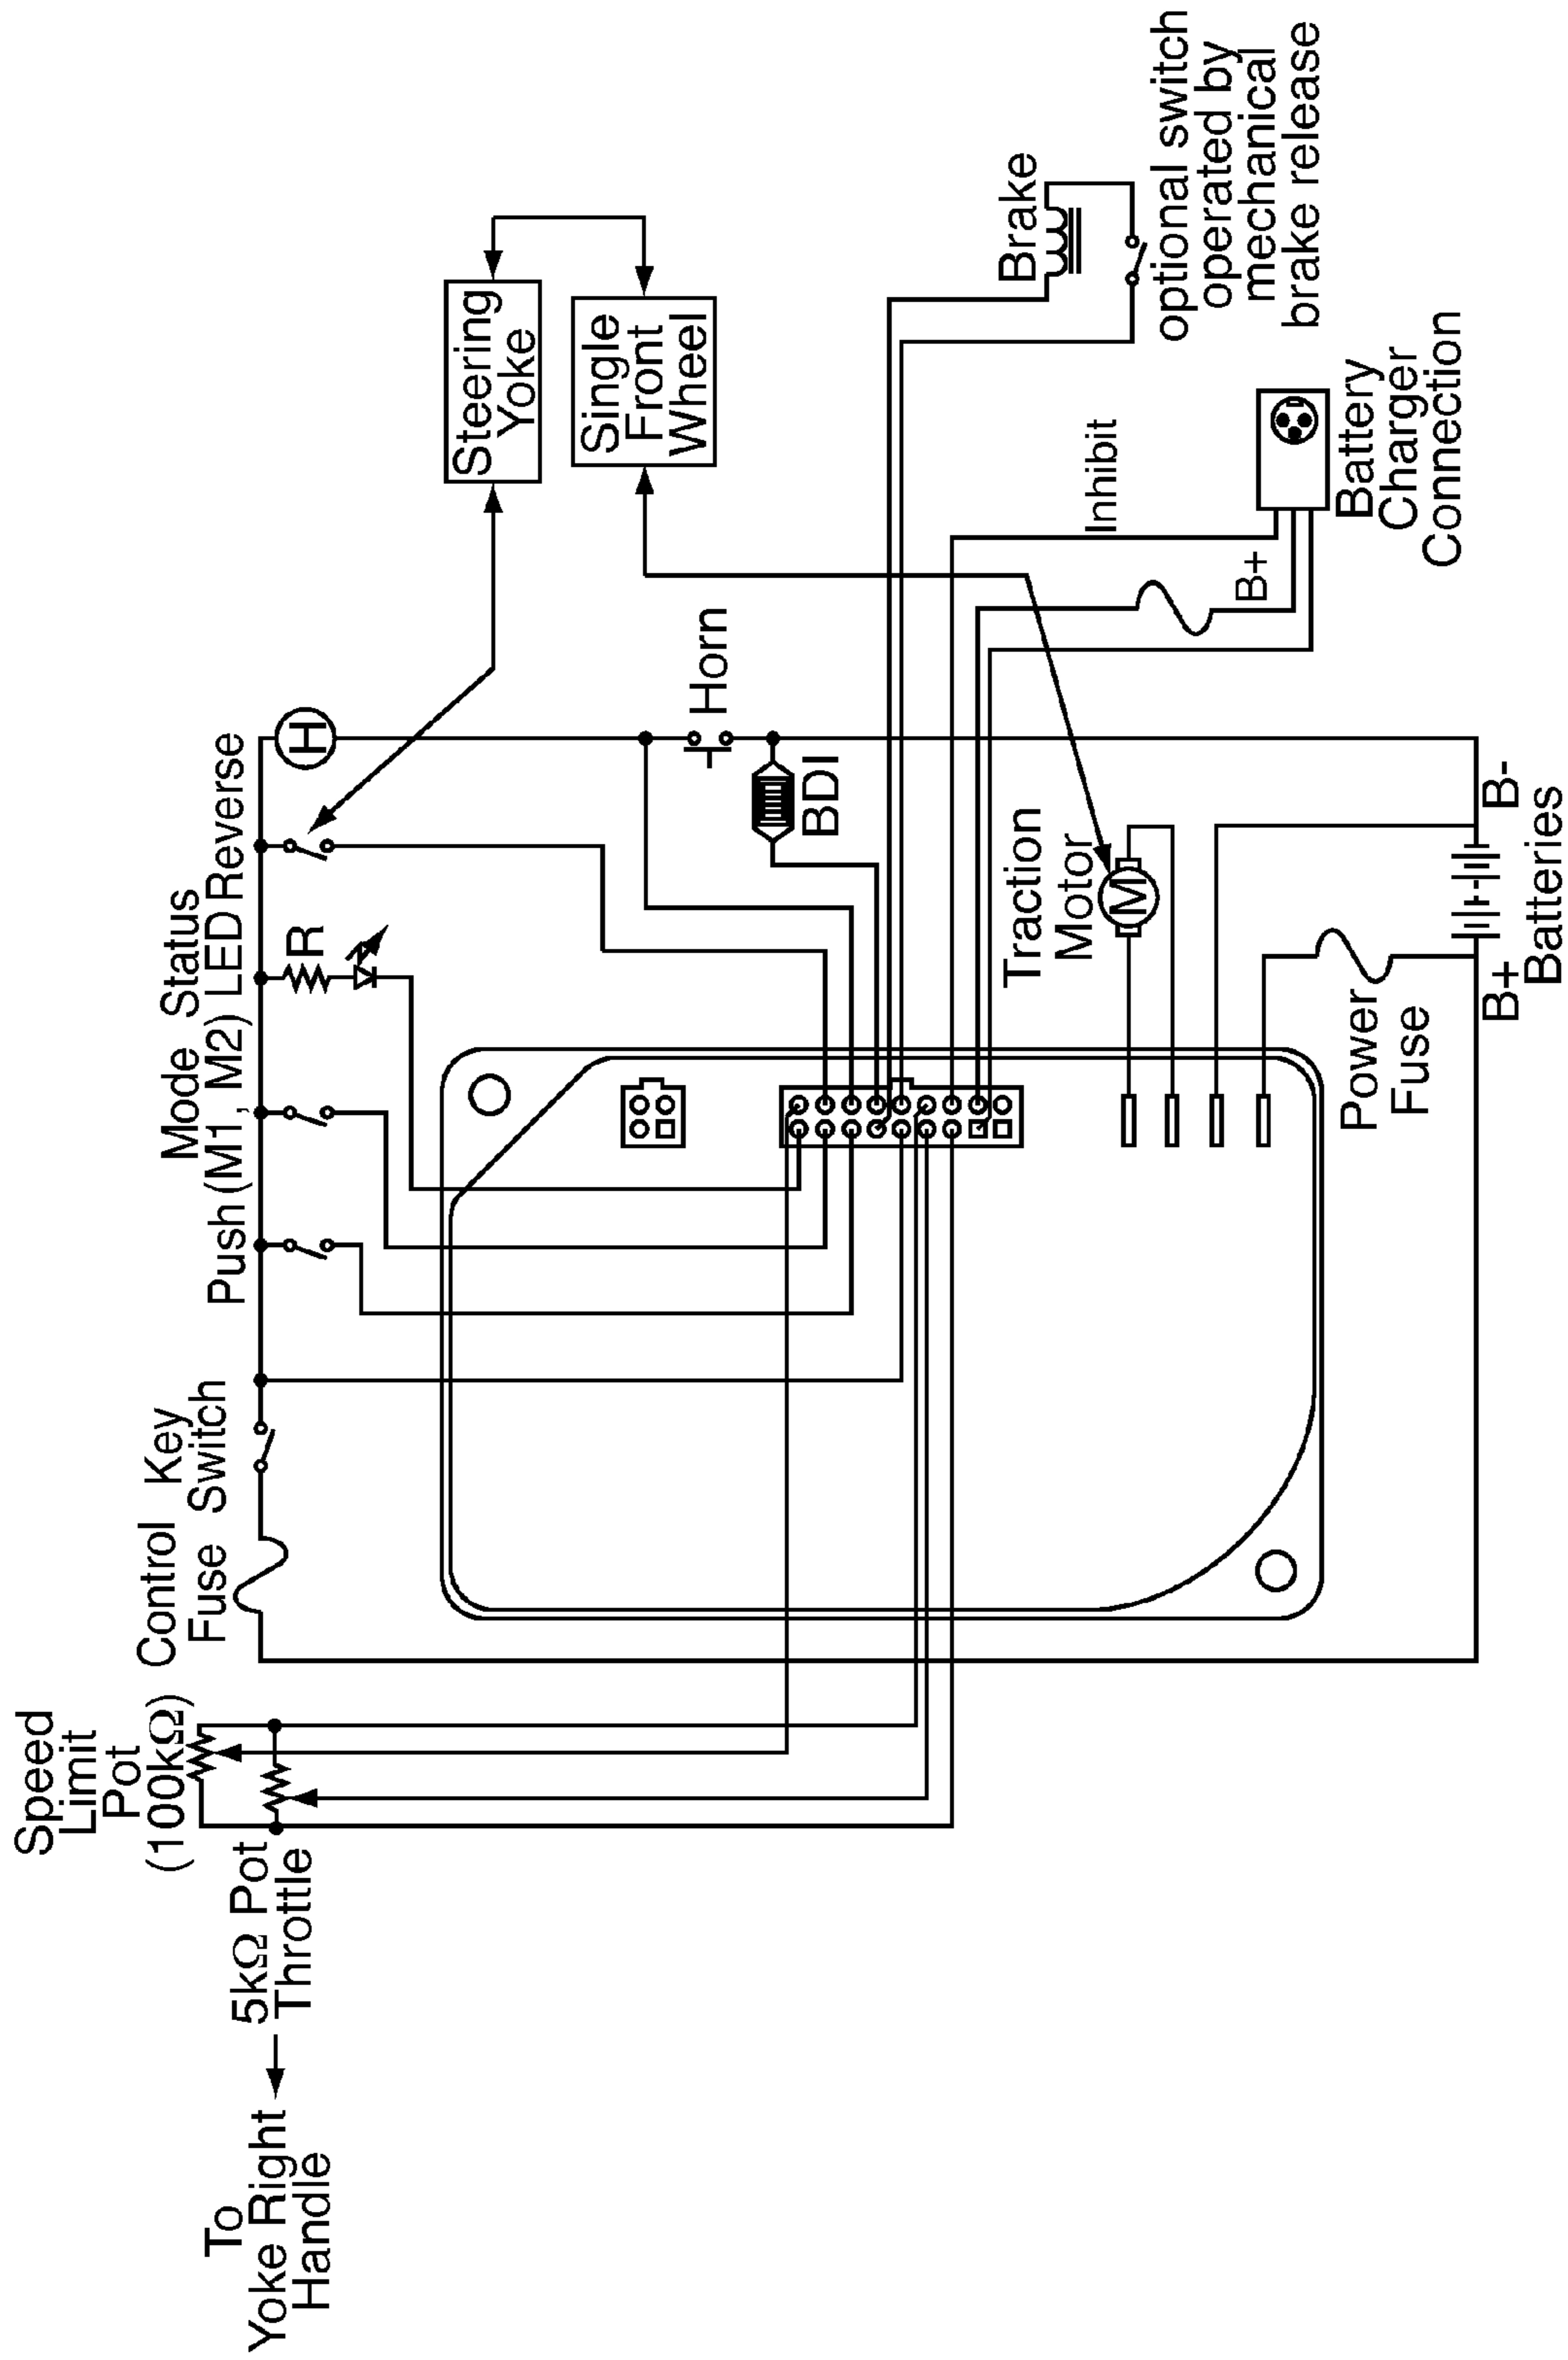 Speed
Limit
Pot
(100kΩ)
Control
Fuse
Key
Switch
Push
Mode
(M1, M2)
Status
LED
Reverse
R
H
Steering
Yoke
Single
Front
Wheel
Horn
BDI
Brake
optional switch
operated by
mechanical
brake release
Inhibit
B+
Battery
Charger
Connection
Traction
Motor
M
Power
Fuse
B+
B-
Batteries
5kΩ Pot
Throttle
To
Yoke Right
Handle